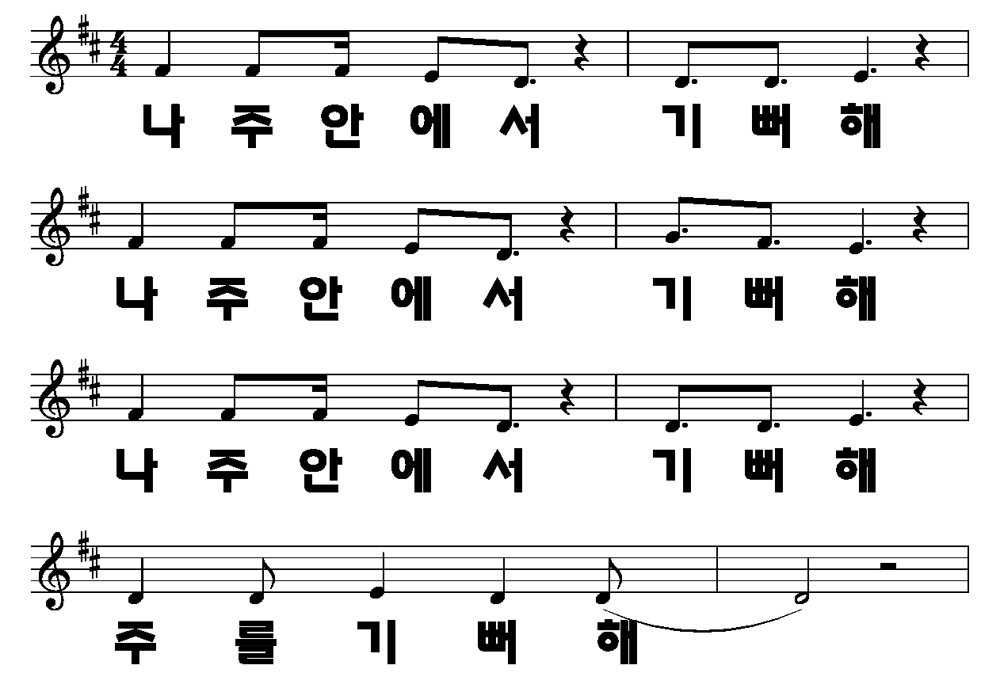 나 주 안 에 서 기 뻐 해
나 주 안 에 서 기 뻐 해
나 주 안 에 서 기 뻐 해
주 를 기 뻐 해